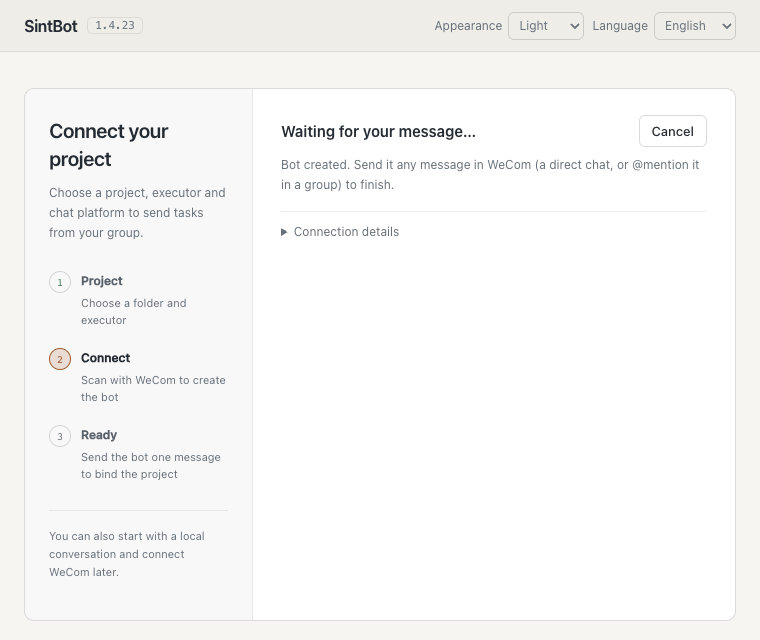 SintBot 1.4.23 Appearance Light Language English
Connect your
project
Choose a project, executor and
chat platform to send tasks
from your group.
1 Project
Choose a folder and
executor
2 Connect
Scan with WeCom to create
the bot
3 Ready
Send the bot one message
to bind the project
You can also start with a local
conversation and connect
WeCom later.
Waiting for your message... Cancel
Bot created. Send it any message in WeCom (a direct chat, or @mention it
in a group) to finish.
Connection details